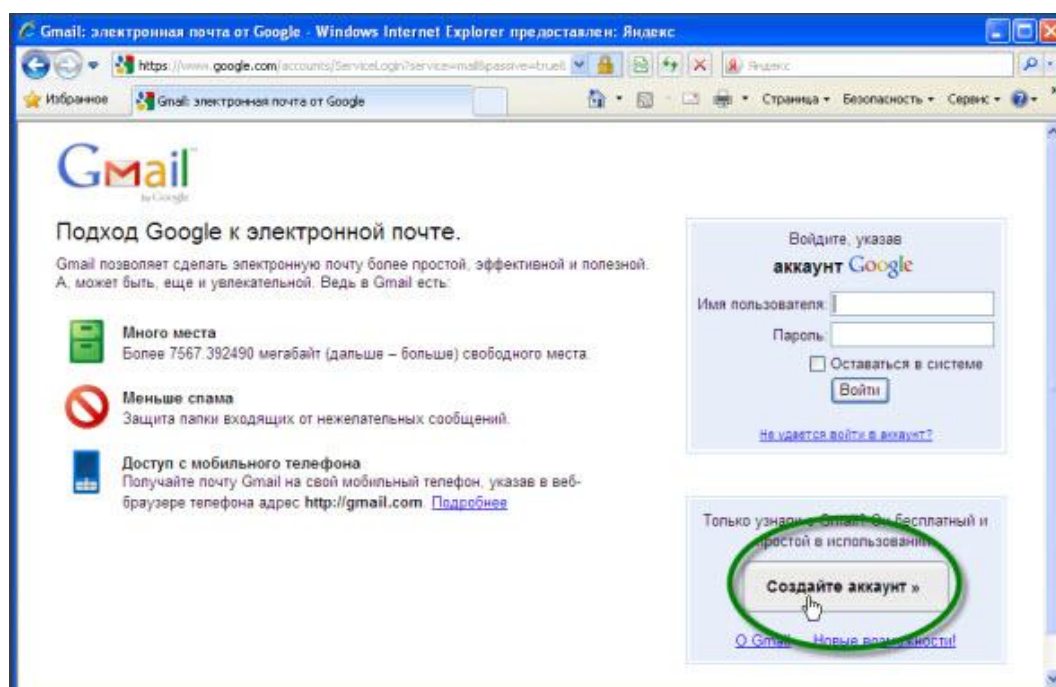 Gmail: электронная почта от Google - Windows Internet Explorer предоставлен: Яндекс
https://www.google.com/accounts/ServiceLogin?service=mail&passive=true&
Яндекс
Избранное
Gmail: электронная почта от Google
Страница
Безопасность
Сервис
Gmail
by Google
Подход Google к электронной почте.
Gmail позволяет сделать электронную почту более простой, эффективной и полезной.
А, может быть, еще и увлекательной. Ведь в Gmail есть:
Много места
Более 7567.392490 мегабайт (дальше – больше) свободного места.
Меньше спама
Защита папки входящих от нежелательных сообщений.
Доступ с мобильного телефона
Получайте почту Gmail на свой мобильный телефон, указав в веб-
браузере телефона адрес http://gmail.com. Подробнее
Войдите, указав
аккаунт Google
Имя пользователя:
Пароль:
Оставаться в системе
Войти
Не удается войти в аккаунт?
Только узнали о Gmail? Он бесплатный и
простой в использовании.
Создайте аккаунт »
О Gmail Новые возможности!